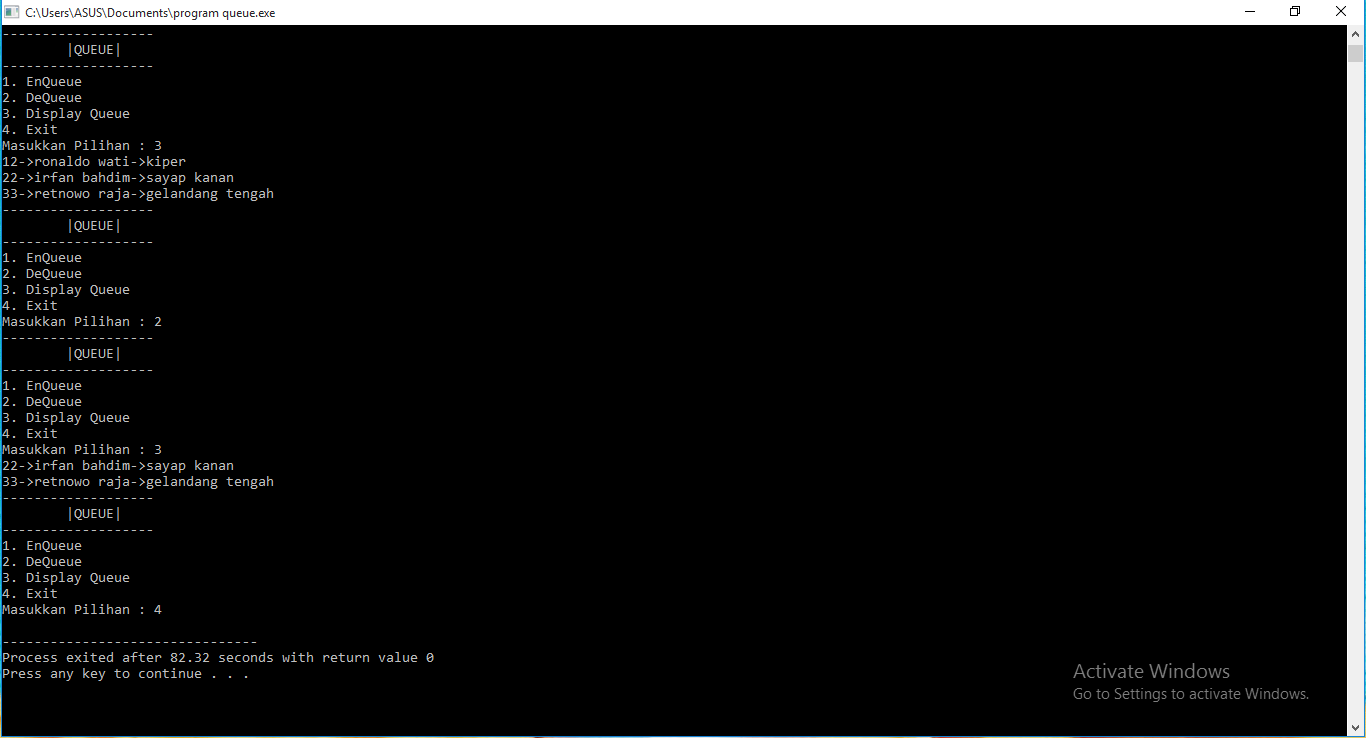 C:\Users\ASUS\Documents\program queue.exe
-------------------
|QUEUE|
-------------------
1. EnQueue
2. DeQueue
3. Display Queue
4. Exit
Masukkan Pilihan : 3
12->ronaldo wati->kiper
22->irfan bahdim->sayap kanan
33->retnowo raja->gelandang tengah
-------------------
|QUEUE|
-------------------
1. EnQueue
2. DeQueue
3. Display Queue
4. Exit
Masukkan Pilihan : 2
-------------------
|QUEUE|
-------------------
1. EnQueue
2. DeQueue
3. Display Queue
4. Exit
Masukkan Pilihan : 3
22->irfan bahdim->sayap kanan
33->retnowo raja->gelandang tengah
-------------------
|QUEUE|
-------------------
1. EnQueue
2. DeQueue
3. Display Queue
4. Exit
Masukkan Pilihan : 4
--------------------------------
Process exited after 82.32 seconds with return value 0
Press any key to continue . . .
Activate Windows
Go to Settings to activate Windows.